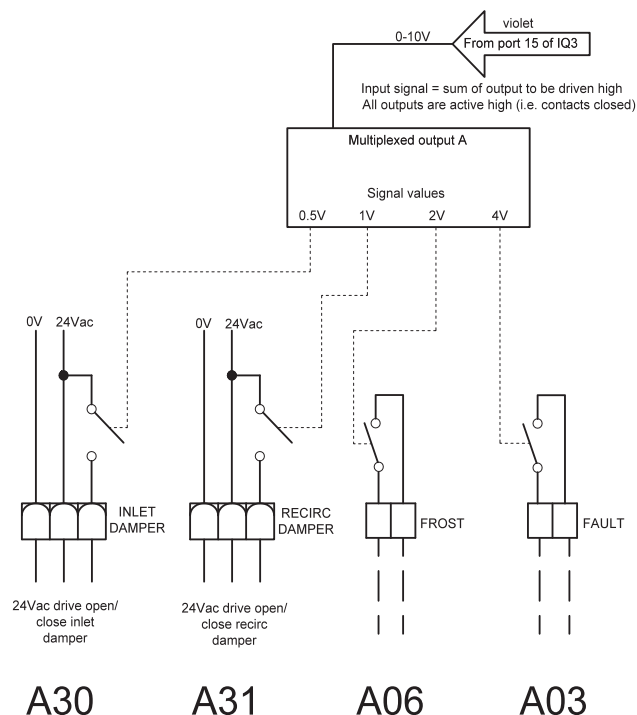 violet
0-10V
From port 15 of IQ3
Input signal = sum of output to be driven high
All outputs are active high (i.e. contacts closed)
Multiplexed output A
Signal values
0.5V 1V 2V 4V
0V 24Vac
0V 24Vac
INLET
DAMPER
RECIRC
DAMPER
FROST
FAULT
24Vac drive open/
close inlet
damper
24Vac drive open/
close recirc
damper
A30 A31 A06 A03